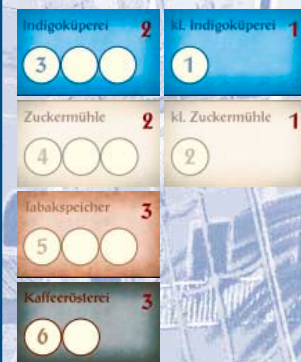 Indigoküperei 2 kl. Indigoküperei 1
3 1
Zuckermühle 2 kl. Zuckermühle 1
4 2
Tabakspeicher 3
5
Kaffeerösterei 3
6